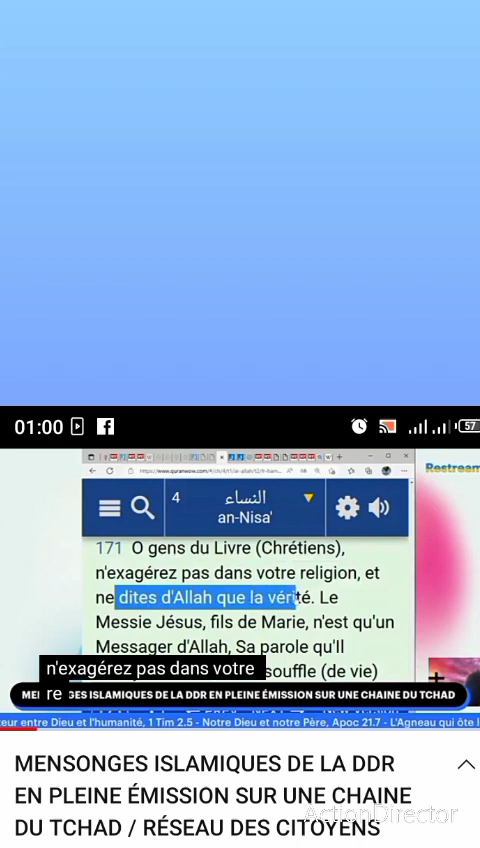 01:00
57
Restream
4
النساء
an-Nisa'
171 O gens du Livre (Chrétiens),
n'exagérez pas dans votre religion, et
ne dites d'Allah que la vérité. Le
Messie Jésus, fils de Marie, n'est qu'un
Messager d'Allah, Sa parole qu'Il
souffle (de vie)
n'exagérez pas dans votre
re
GES ISLAMIQUES DE LA DDR EN PLEINE ÉMISSION SUR UNE CHAINE DU TCHAD
eur entre Dieu et l'humanité, 1 Tim 2.5 - Notre Dieu et notre Père, Apoc 21.7 - L'Agneau qui ôte l
MENSONGES ISLAMIQUES DE LA DDR
EN PLEINE ÉMISSION SUR UNE CHAINE
DU TCHAD / RÉSEAU DES CITOYENS
ActionDirector